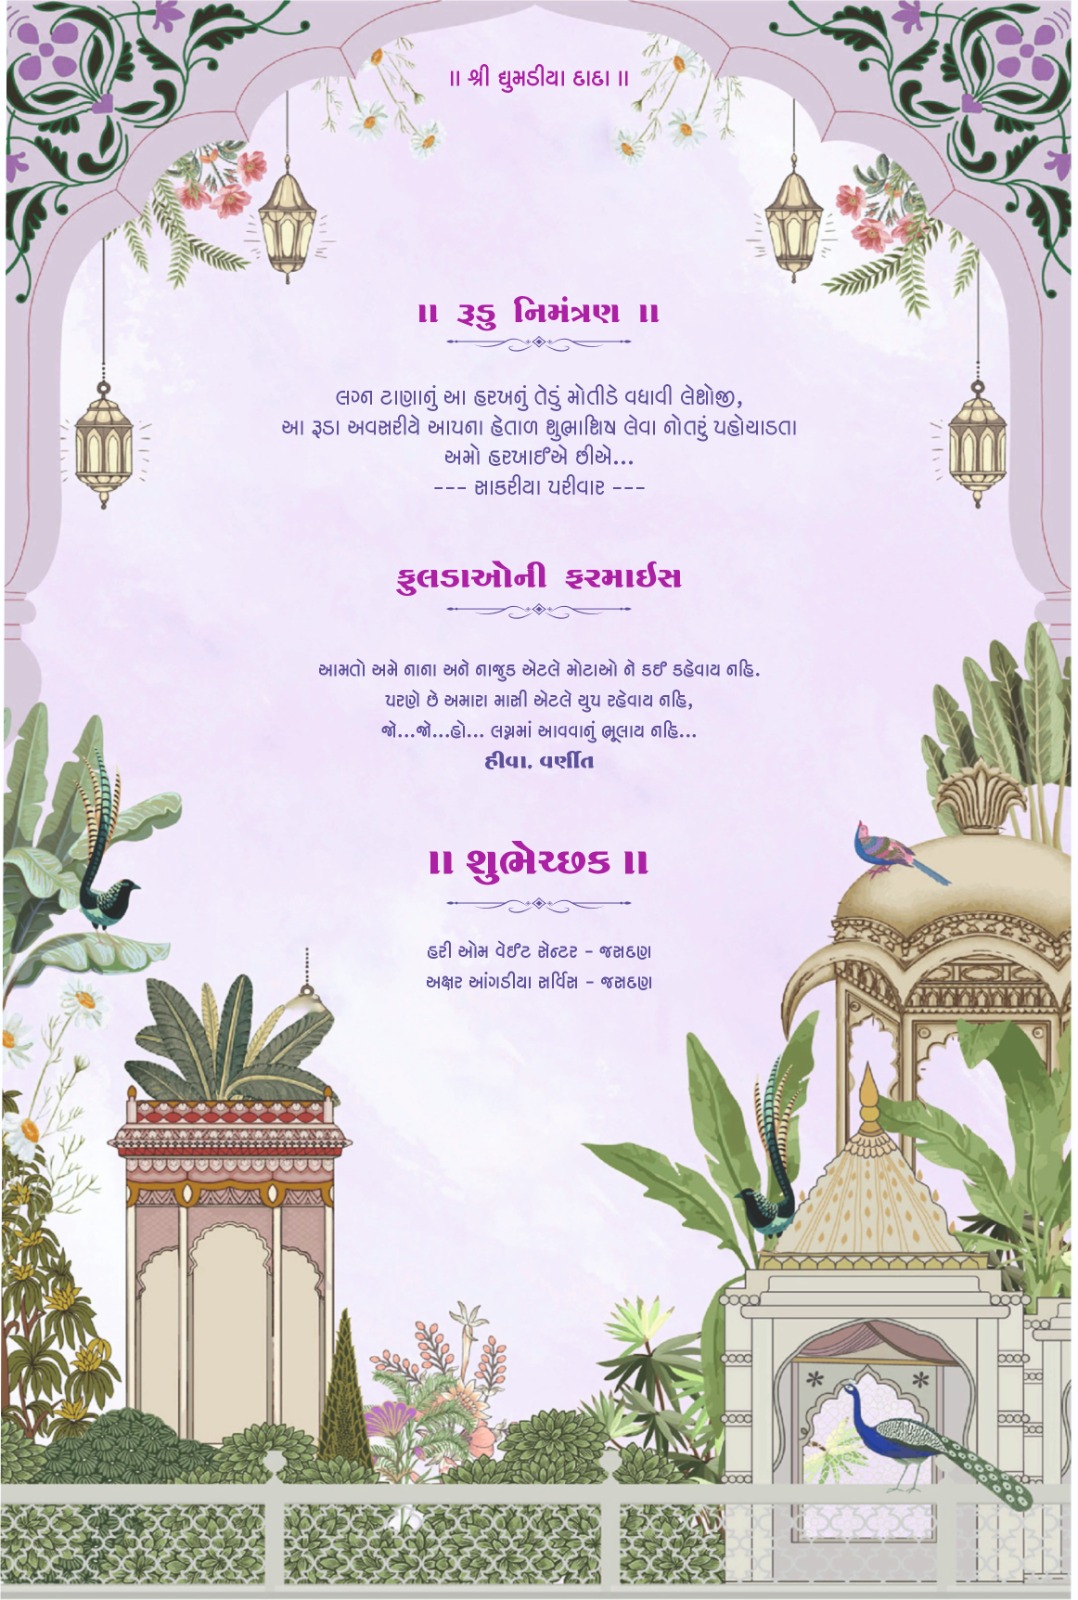 ॥ શ્રી ઘુમડીયા દાદા ॥
॥ રૂડુ નિમંત્રણ ॥
લગ્ન ટાણાનું આ હરખનું તેડું મોતીડે વધાવી લેશોજી,
આ રૂડા અવસરીયે આપના હેતાળ શુભાશિષ લેવા નોતરું પહોચાડતા
અમો હરખાઈએ છીએ...
--- સાકરીયા પરીવાર ---
ફુલડાઓની ફરમાઇસ
આમતો અમે નાના અને નાજુક એટલે મોટાઓ ને કઈ કહેવાય નહિ.
પરણે છે અમારા માસી એટલે ચુપ રહેવાય નહિ,
જો...જો...હો... લગ્નમાં આવવાનું ભૂલાય નહિ...
હીવા. વર્ણીત
॥ શુભેચ્છક ॥
હરી ઓમ વેઈટ સેન્ટર - જસદણ
અક્ષર આંગડીયા સર્વિસ - જસદણ